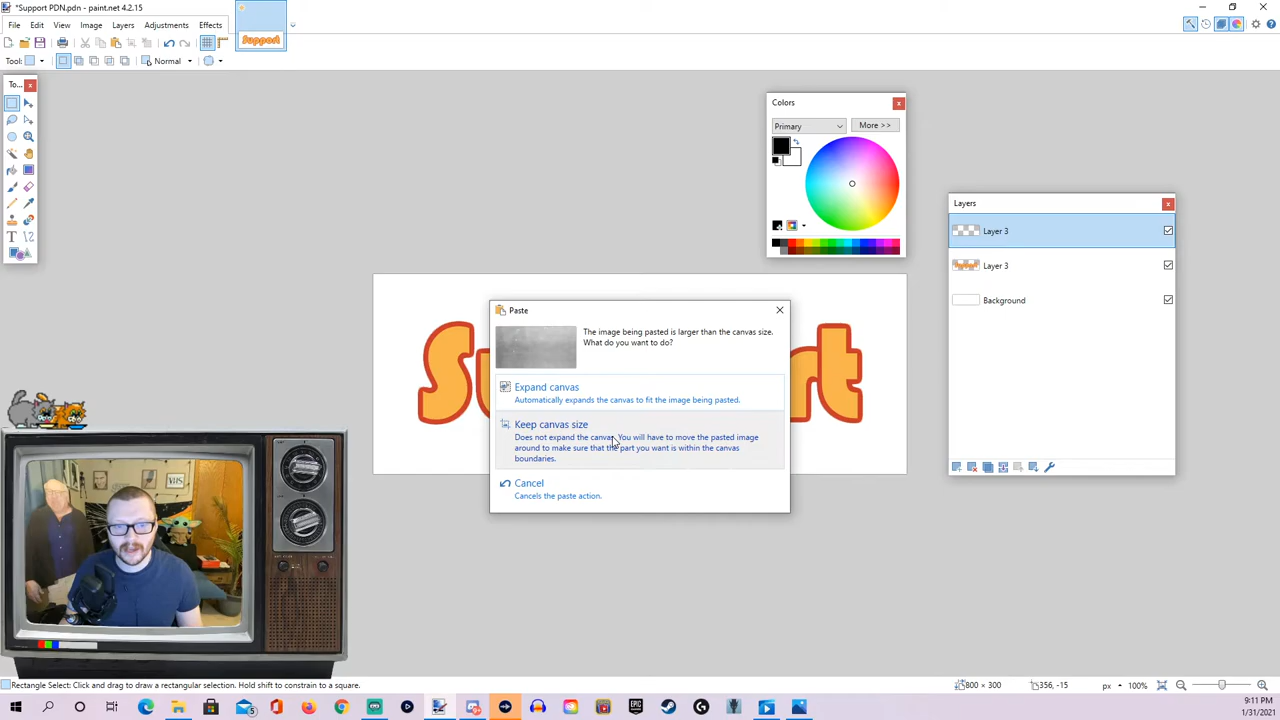 *Support PDN.pdn - paint.net 4.2.15
File Edit View Image Layers Adjustments Effects
Support
Tool:
Normal
To...
Colors
Primary
More >>
Layers
Layer 3
Layer 3
Background
Paste
The image being pasted is larger than the canvas size.
What do you want to do?
Expand canvas
Automatically expands the canvas to fit the image being pasted.
Keep canvas size
Does not expand the canvas. You will have to move the pasted image
around to make sure that the part you want is within the canvas
boundaries.
Cancel
Cancels the paste action.
VHS
Rectangle Select: Click and drag to draw a rectangular selection. Hold shift to constrain to a square.
800 × 300
356, -15
px
100%
EPIC
GAMES
9:11 PM
1/31/2021